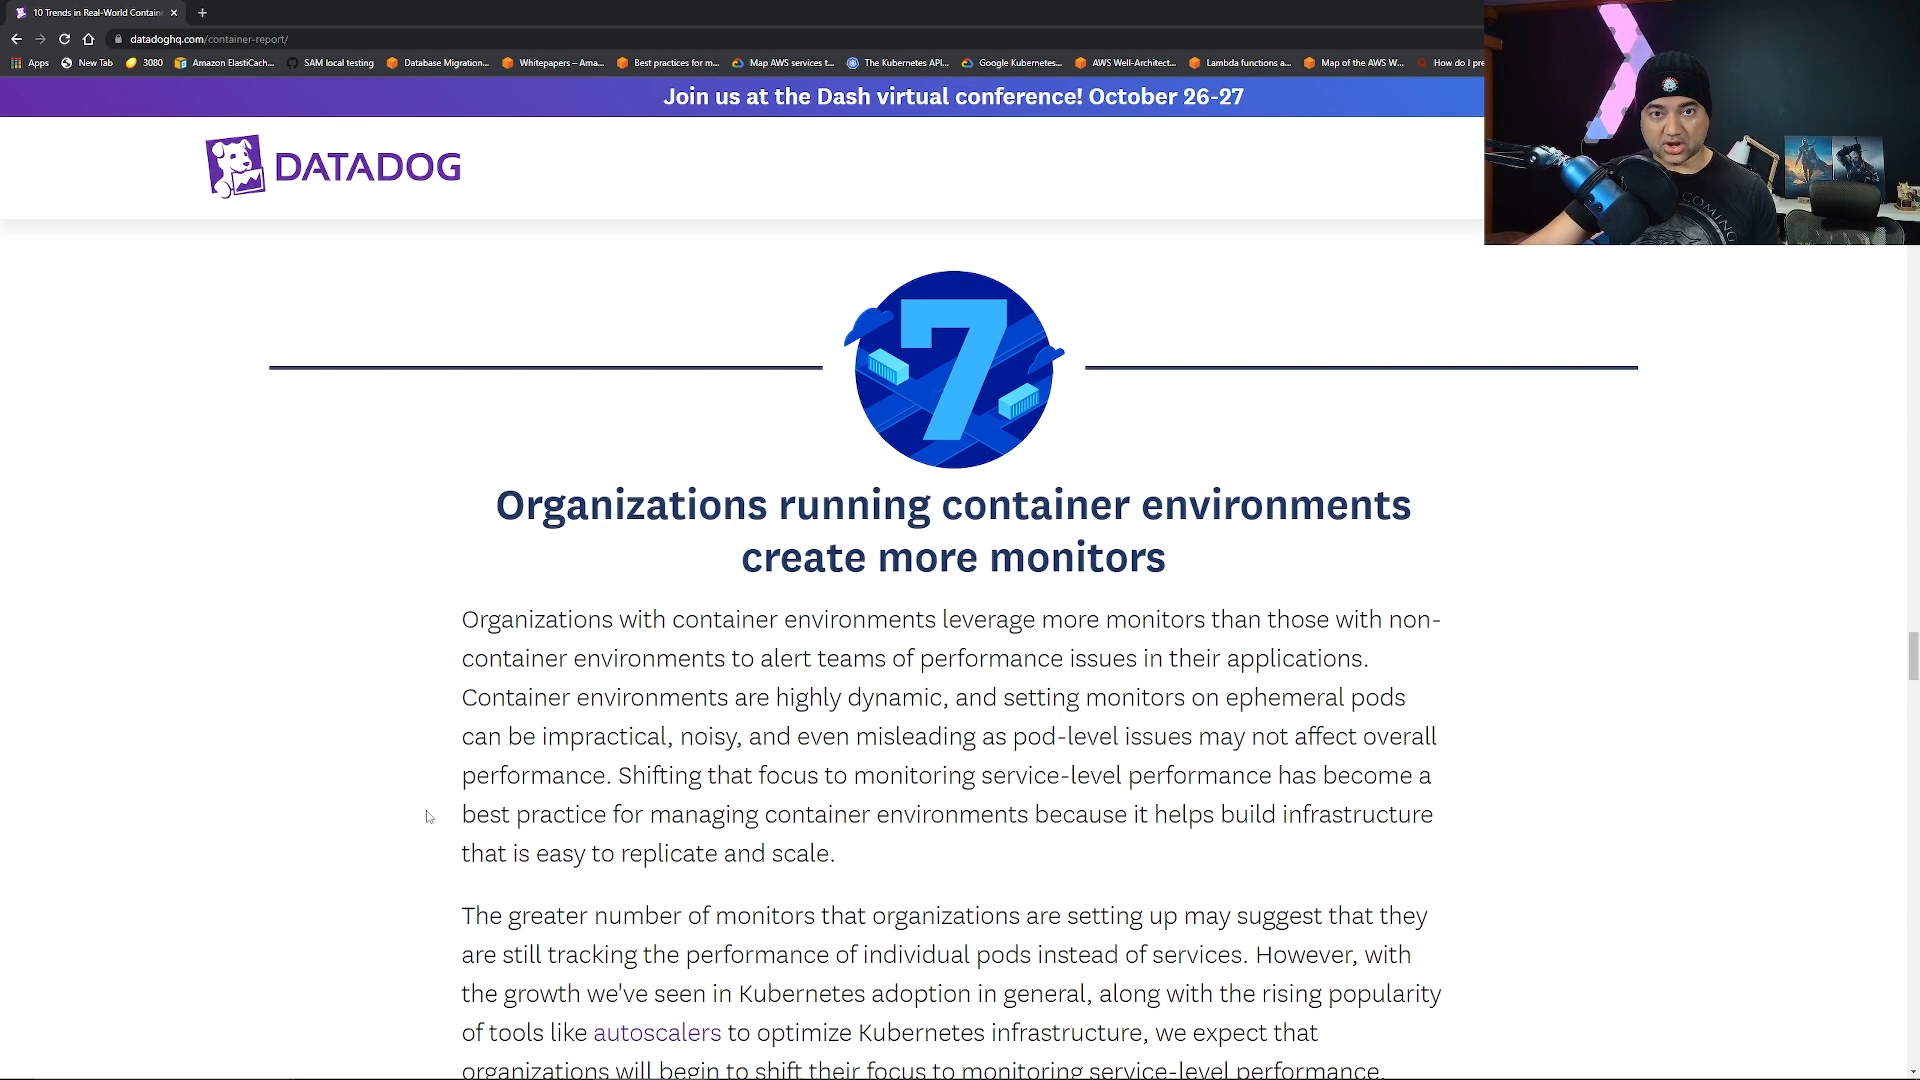 10 Trends in Real-World Contain
datadoghq.com/container-report/
Apps
New Tab
3080
Amazon ElastiCach...
SAM local testing
Database Migration...
Whitepapers – Ama...
Best practices for m...
Map AWS services t...
The Kubernetes API...
Google Kubernetes...
AWS Well-Architect...
Lambda functions a...
Map of the AWS W...
How do I pre
Join us at the Dash virtual conference! October 26-27
DATADOG
COMING
7
Organizations running container environments
create more monitors
Organizations with container environments leverage more monitors than those with non-
container environments to alert teams of performance issues in their applications.
Container environments are highly dynamic, and setting monitors on ephemeral pods
can be impractical, noisy, and even misleading as pod-level issues may not affect overall
performance. Shifting that focus to monitoring service-level performance has become a
best practice for managing container environments because it helps build infrastructure
that is easy to replicate and scale.
The greater number of monitors that organizations are setting up may suggest that they
are still tracking the performance of individual pods instead of services. However, with
the growth we've seen in Kubernetes adoption in general, along with the rising popularity
of tools like autoscalers to optimize Kubernetes infrastructure, we expect that
organizations will begin to shift their focus to monitoring service-level performance.